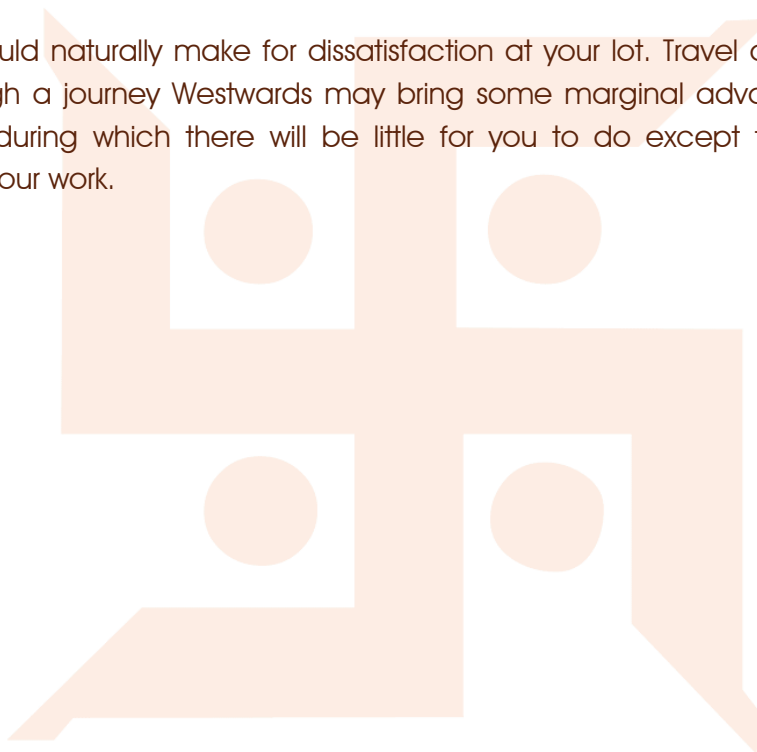 uld naturally make for dissatisfaction at your lot. Travel
gh a journey Westwards may bring some marginal
during which there will be little for you to do except
our work.